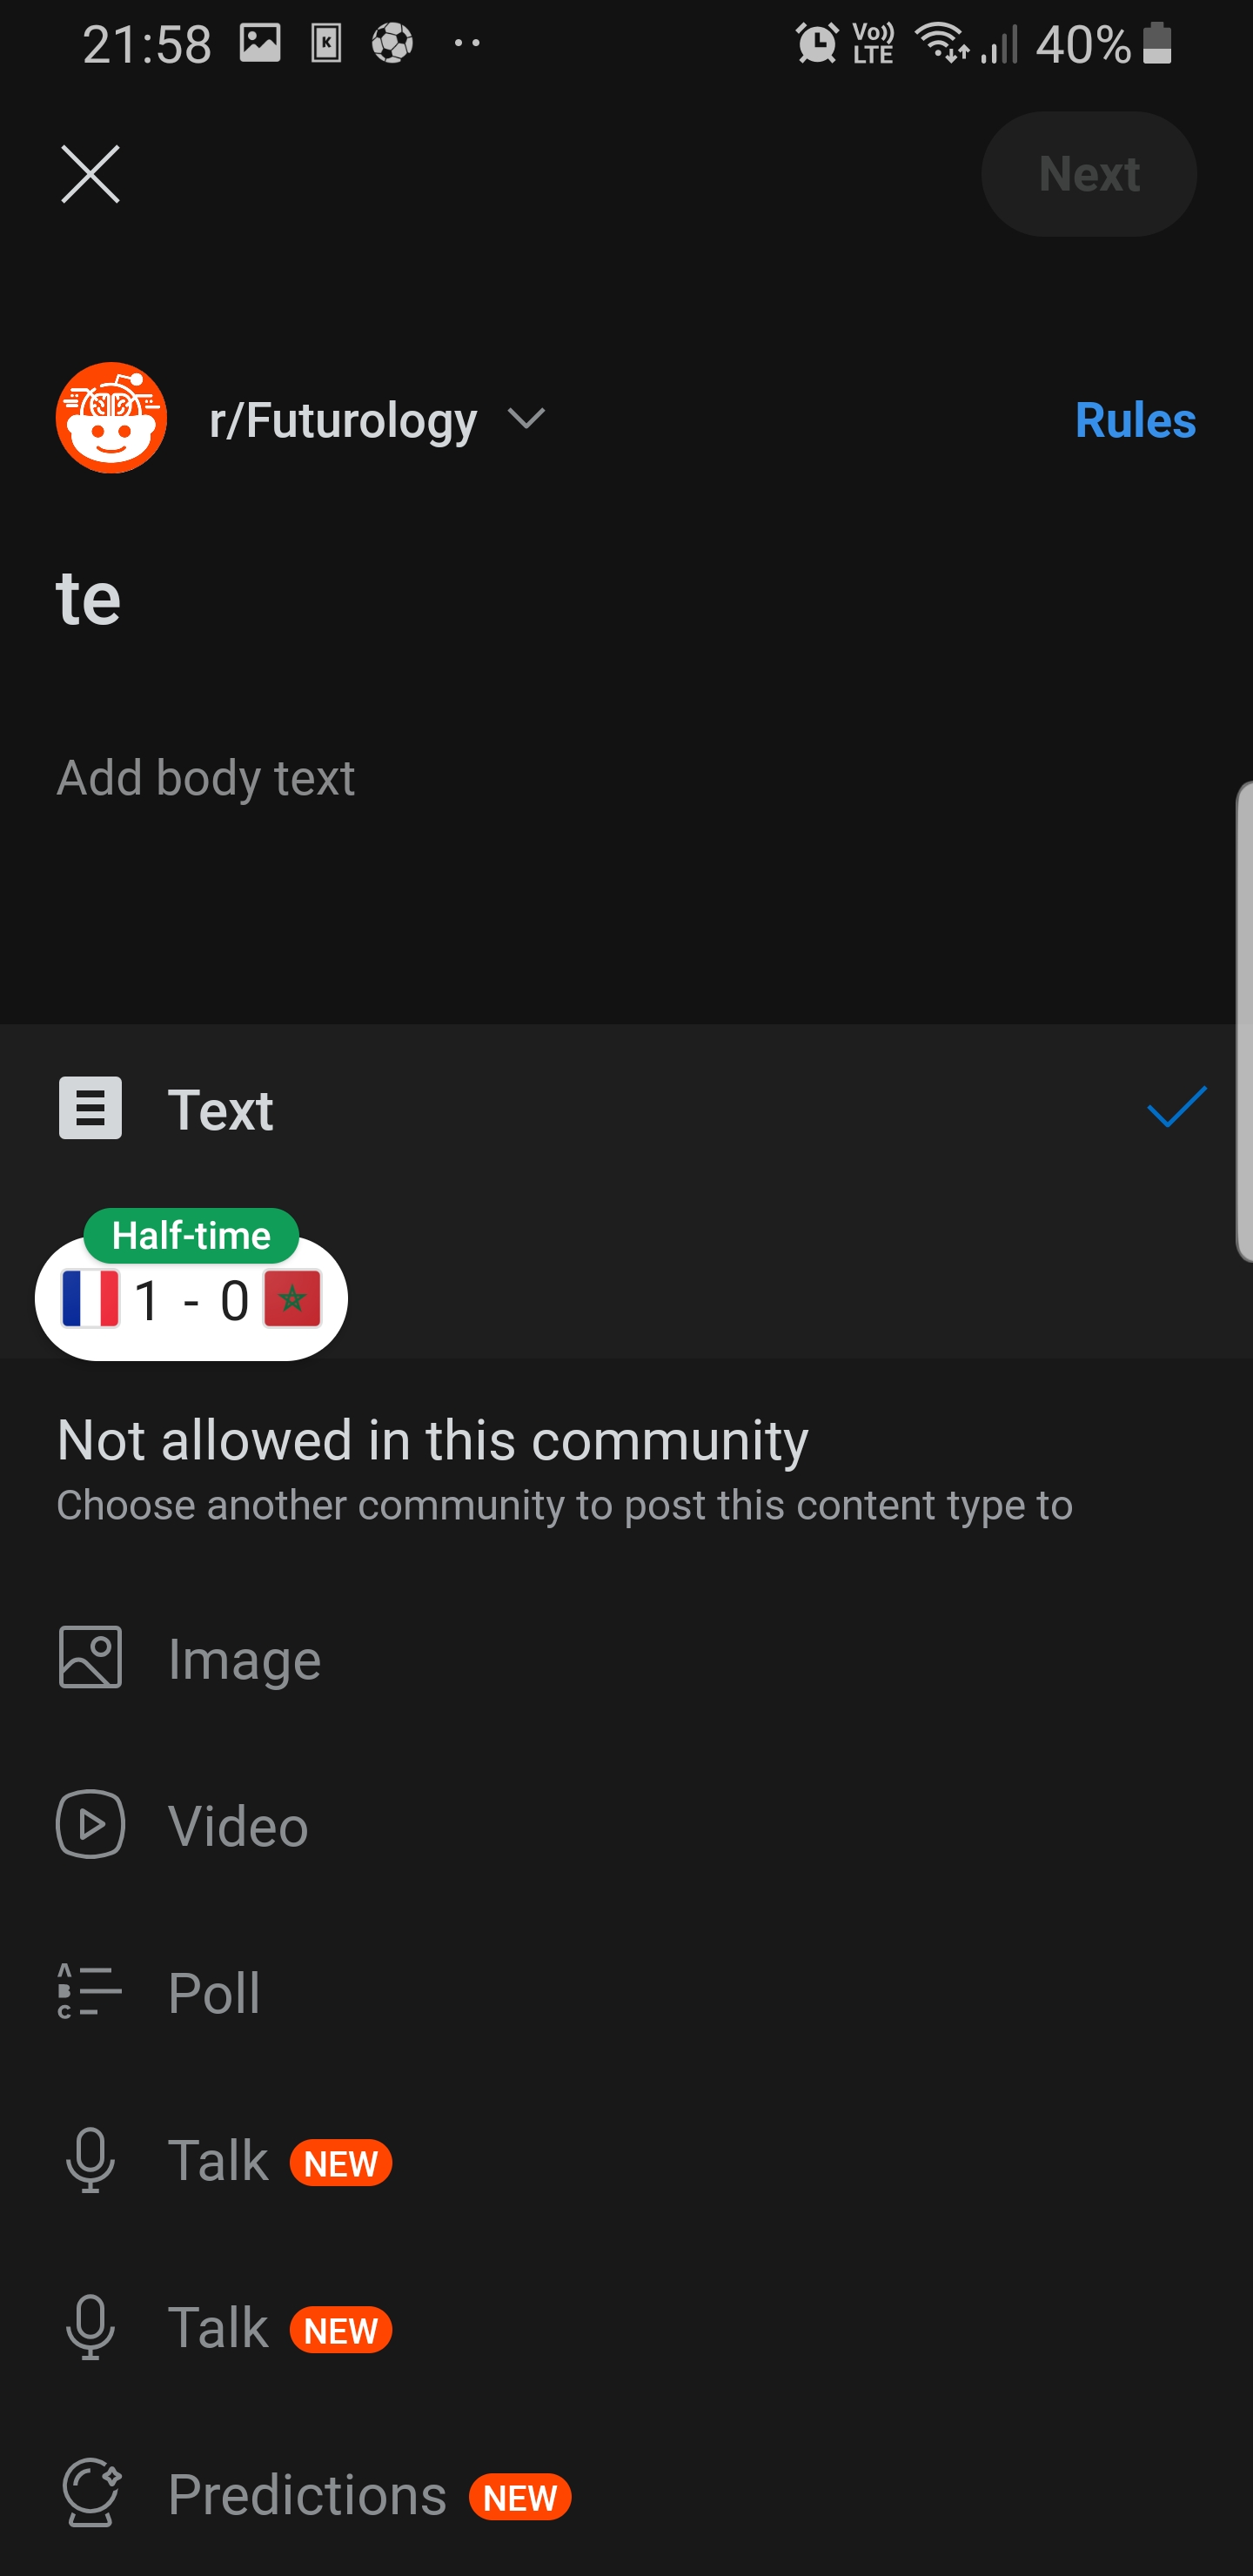 21:58 K Vo)) LTE 40%
Next
r/Futurology Rules
te
Add body text
Text
Half-time
1 - 0
Not allowed in this community
Choose another community to post this content type to
Image
Video
A B C Poll
Talk NEW
Talk NEW
Predictions NEW